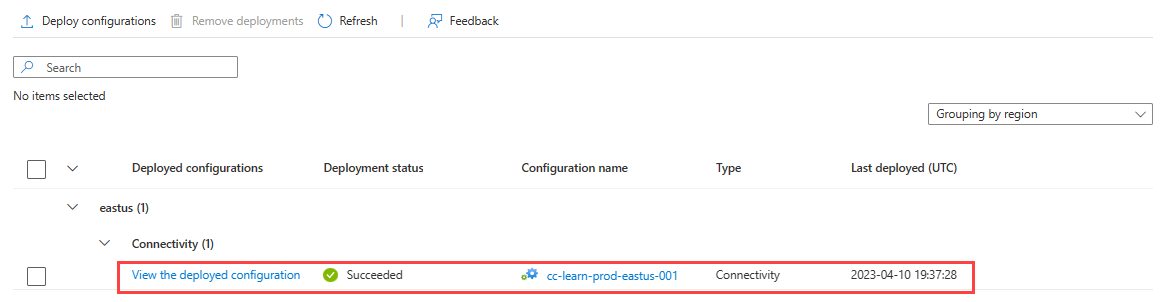 Deploy configurations Remove deployments Refresh | Feedback
Search
No items selected
Grouping by region
Deployed configurations Deployment status Configuration name Type Last deployed (UTC)
eastus (1)
Connectivity (1)
View the deployed configuration Succeeded cc-learn-prod-eastus-001 Connectivity 2023-04-10 19:37:28